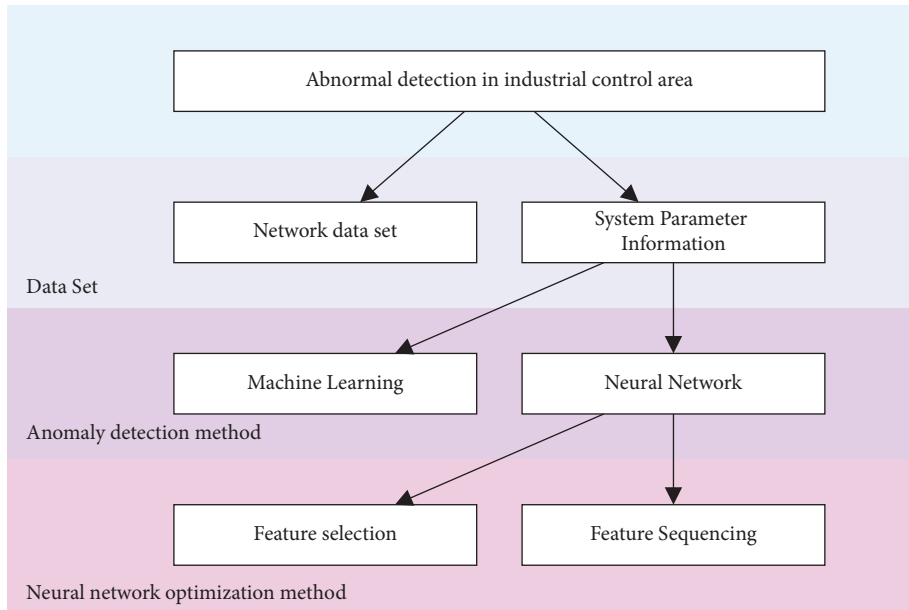 Abnormal detection in industrial control area
Network data set
System Parameter
Information
Data Set
Machine Learning
Neural Network
Anomaly detection method
Feature selection
Feature Sequencing
Neural network optimization method